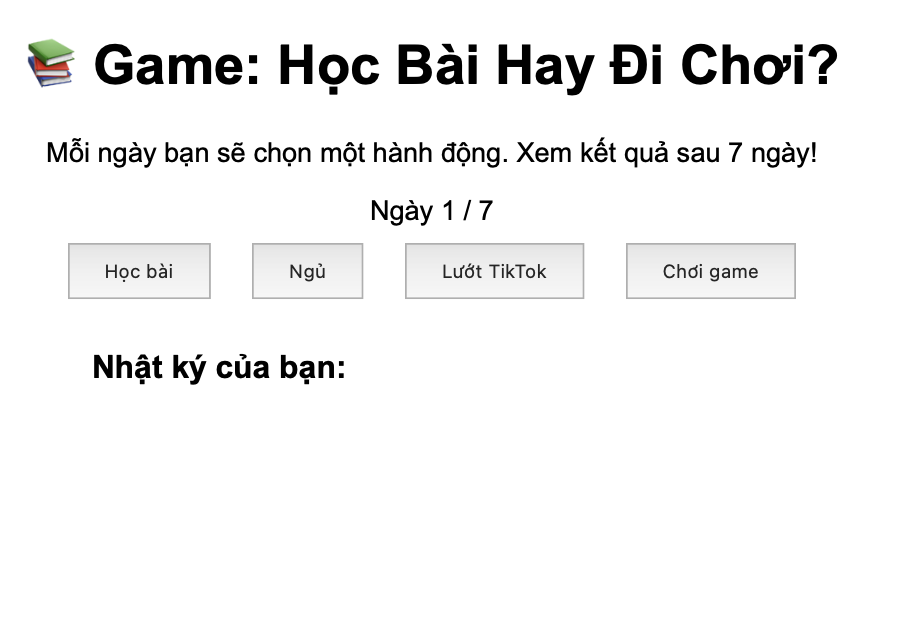 📚 Game: Học Bài Hay Đi Chơi?
Mỗi ngày bạn sẽ chọn một hành động. Xem kết quả sau 7 ngày!
Ngày 1 / 7
Học bài Ngủ Lướt TikTok Chơi game
Nhật ký của bạn: